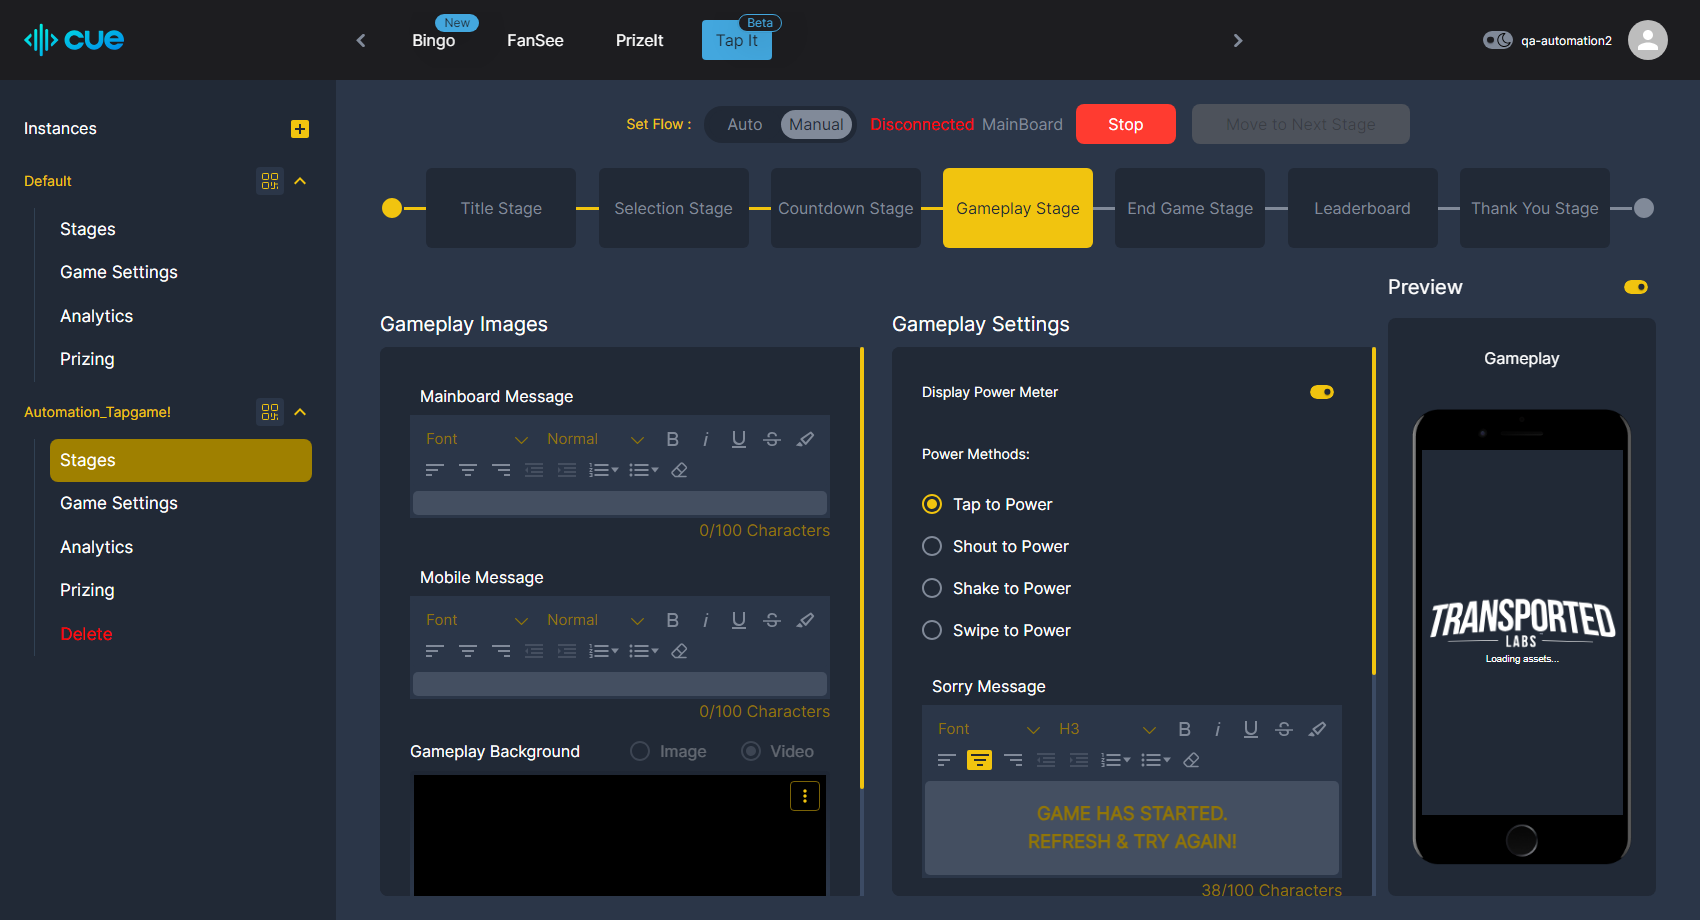 cue
New
Bingo
FanSee
PrizeIt
Beta
Tap It
qa-automation2
Instances
Default
Stages
Game Settings
Analytics
Prizing
Automation_Tapgame!
Stages
Game Settings
Analytics
Prizing
Delete
Set Flow :
Auto
Manual
Disconnected MainBoard
Stop
Move to Next Stage
Title Stage
Selection Stage
Countdown Stage
Gameplay Stage
End Game Stage
Leaderboard
Thank You Stage
Gameplay Images
Mainboard Message
Font
Normal
0/100 Characters
Mobile Message
Font
Normal
0/100 Characters
Gameplay Background
Image
Video
Gameplay Settings
Display Power Meter
Power Methods:
Tap to Power
Shout to Power
Shake to Power
Swipe to Power
Sorry Message
Font
H3
GAME HAS STARTED.
REFRESH & TRY AGAIN!
38/100 Characters
Preview
Gameplay
TRANSPORTED
LABS
Loading assets...